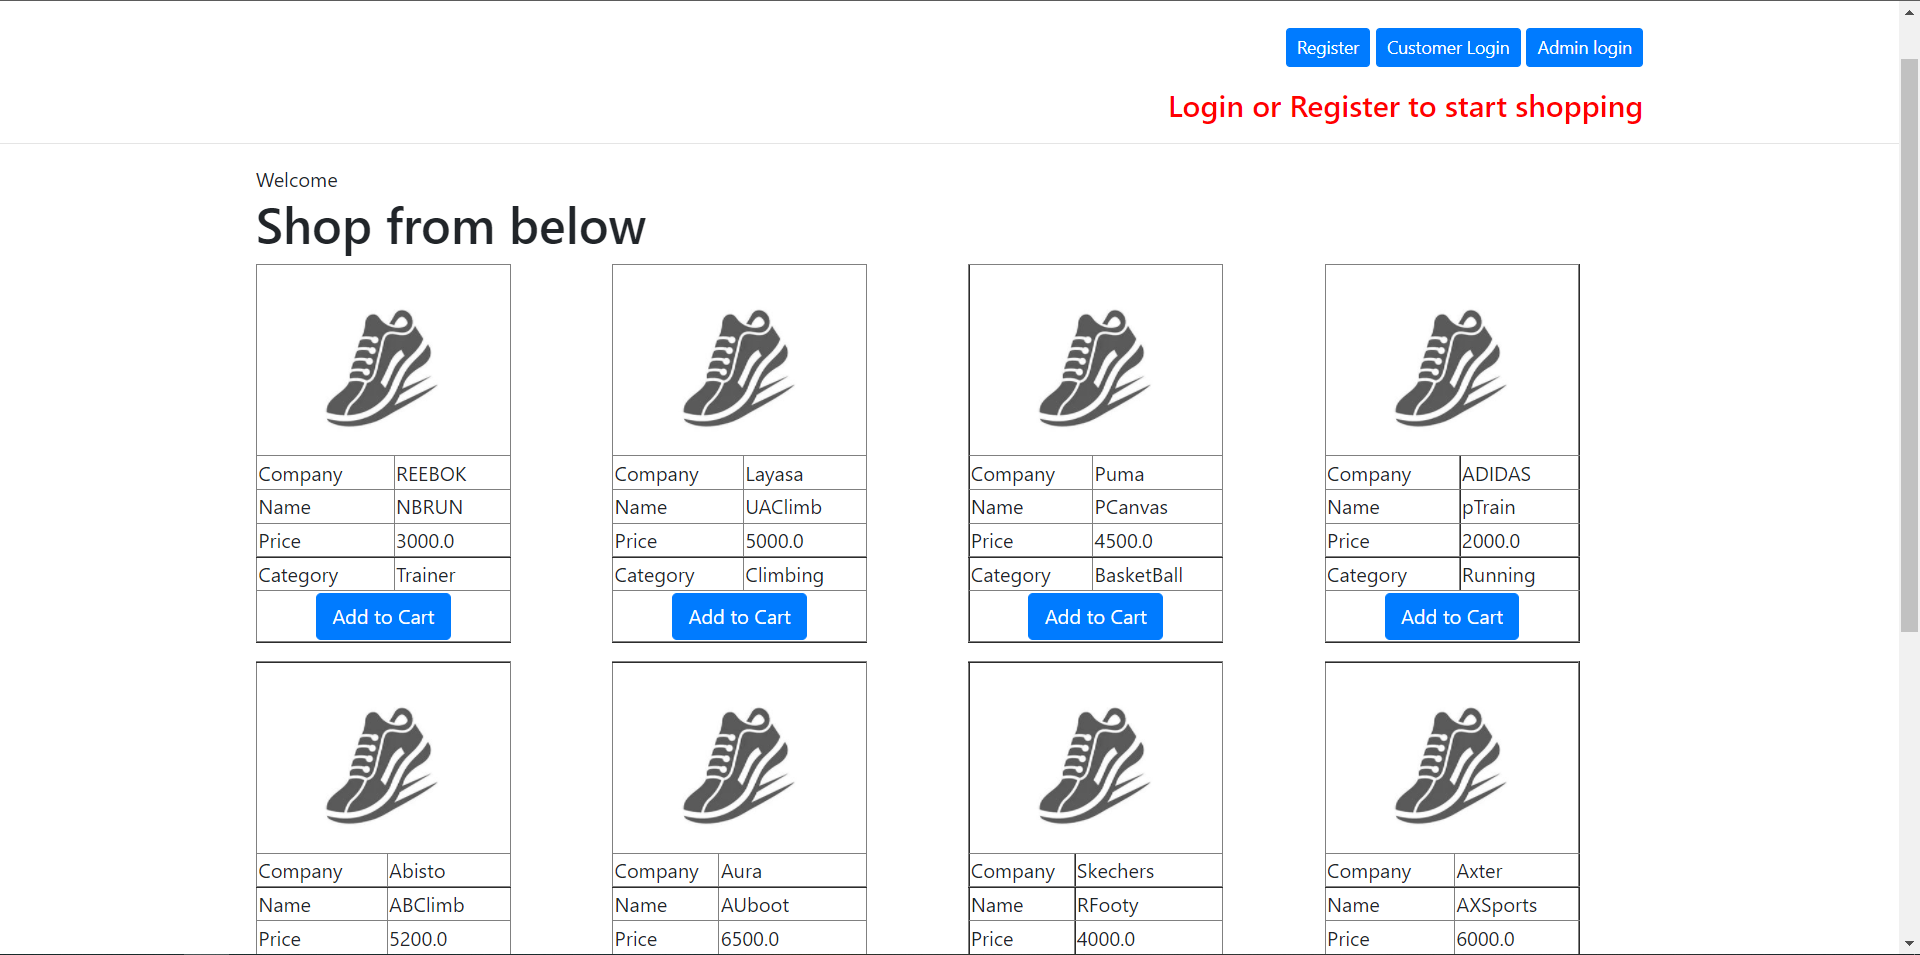 Register Customer Login Admin login
Login or Register to start shopping
Welcome
Shop from below
Company REEBOK
Name NBRUN
Price 3000.0
Category Trainer
Add to Cart
Company Layasa
Name UAClimb
Price 5000.0
Category Climbing
Add to Cart
Company Puma
Name PCanvas
Price 4500.0
Category BasketBall
Add to Cart
Company ADIDAS
Name pTrain
Price 2000.0
Category Running
Add to Cart
Company Abisto
Name ABClimb
Price 5200.0
Company Aura
Name AUboot
Price 6500.0
Company Skechers
Name RFooty
Price 4000.0
Company Axter
Name AXSports
Price 6000.0